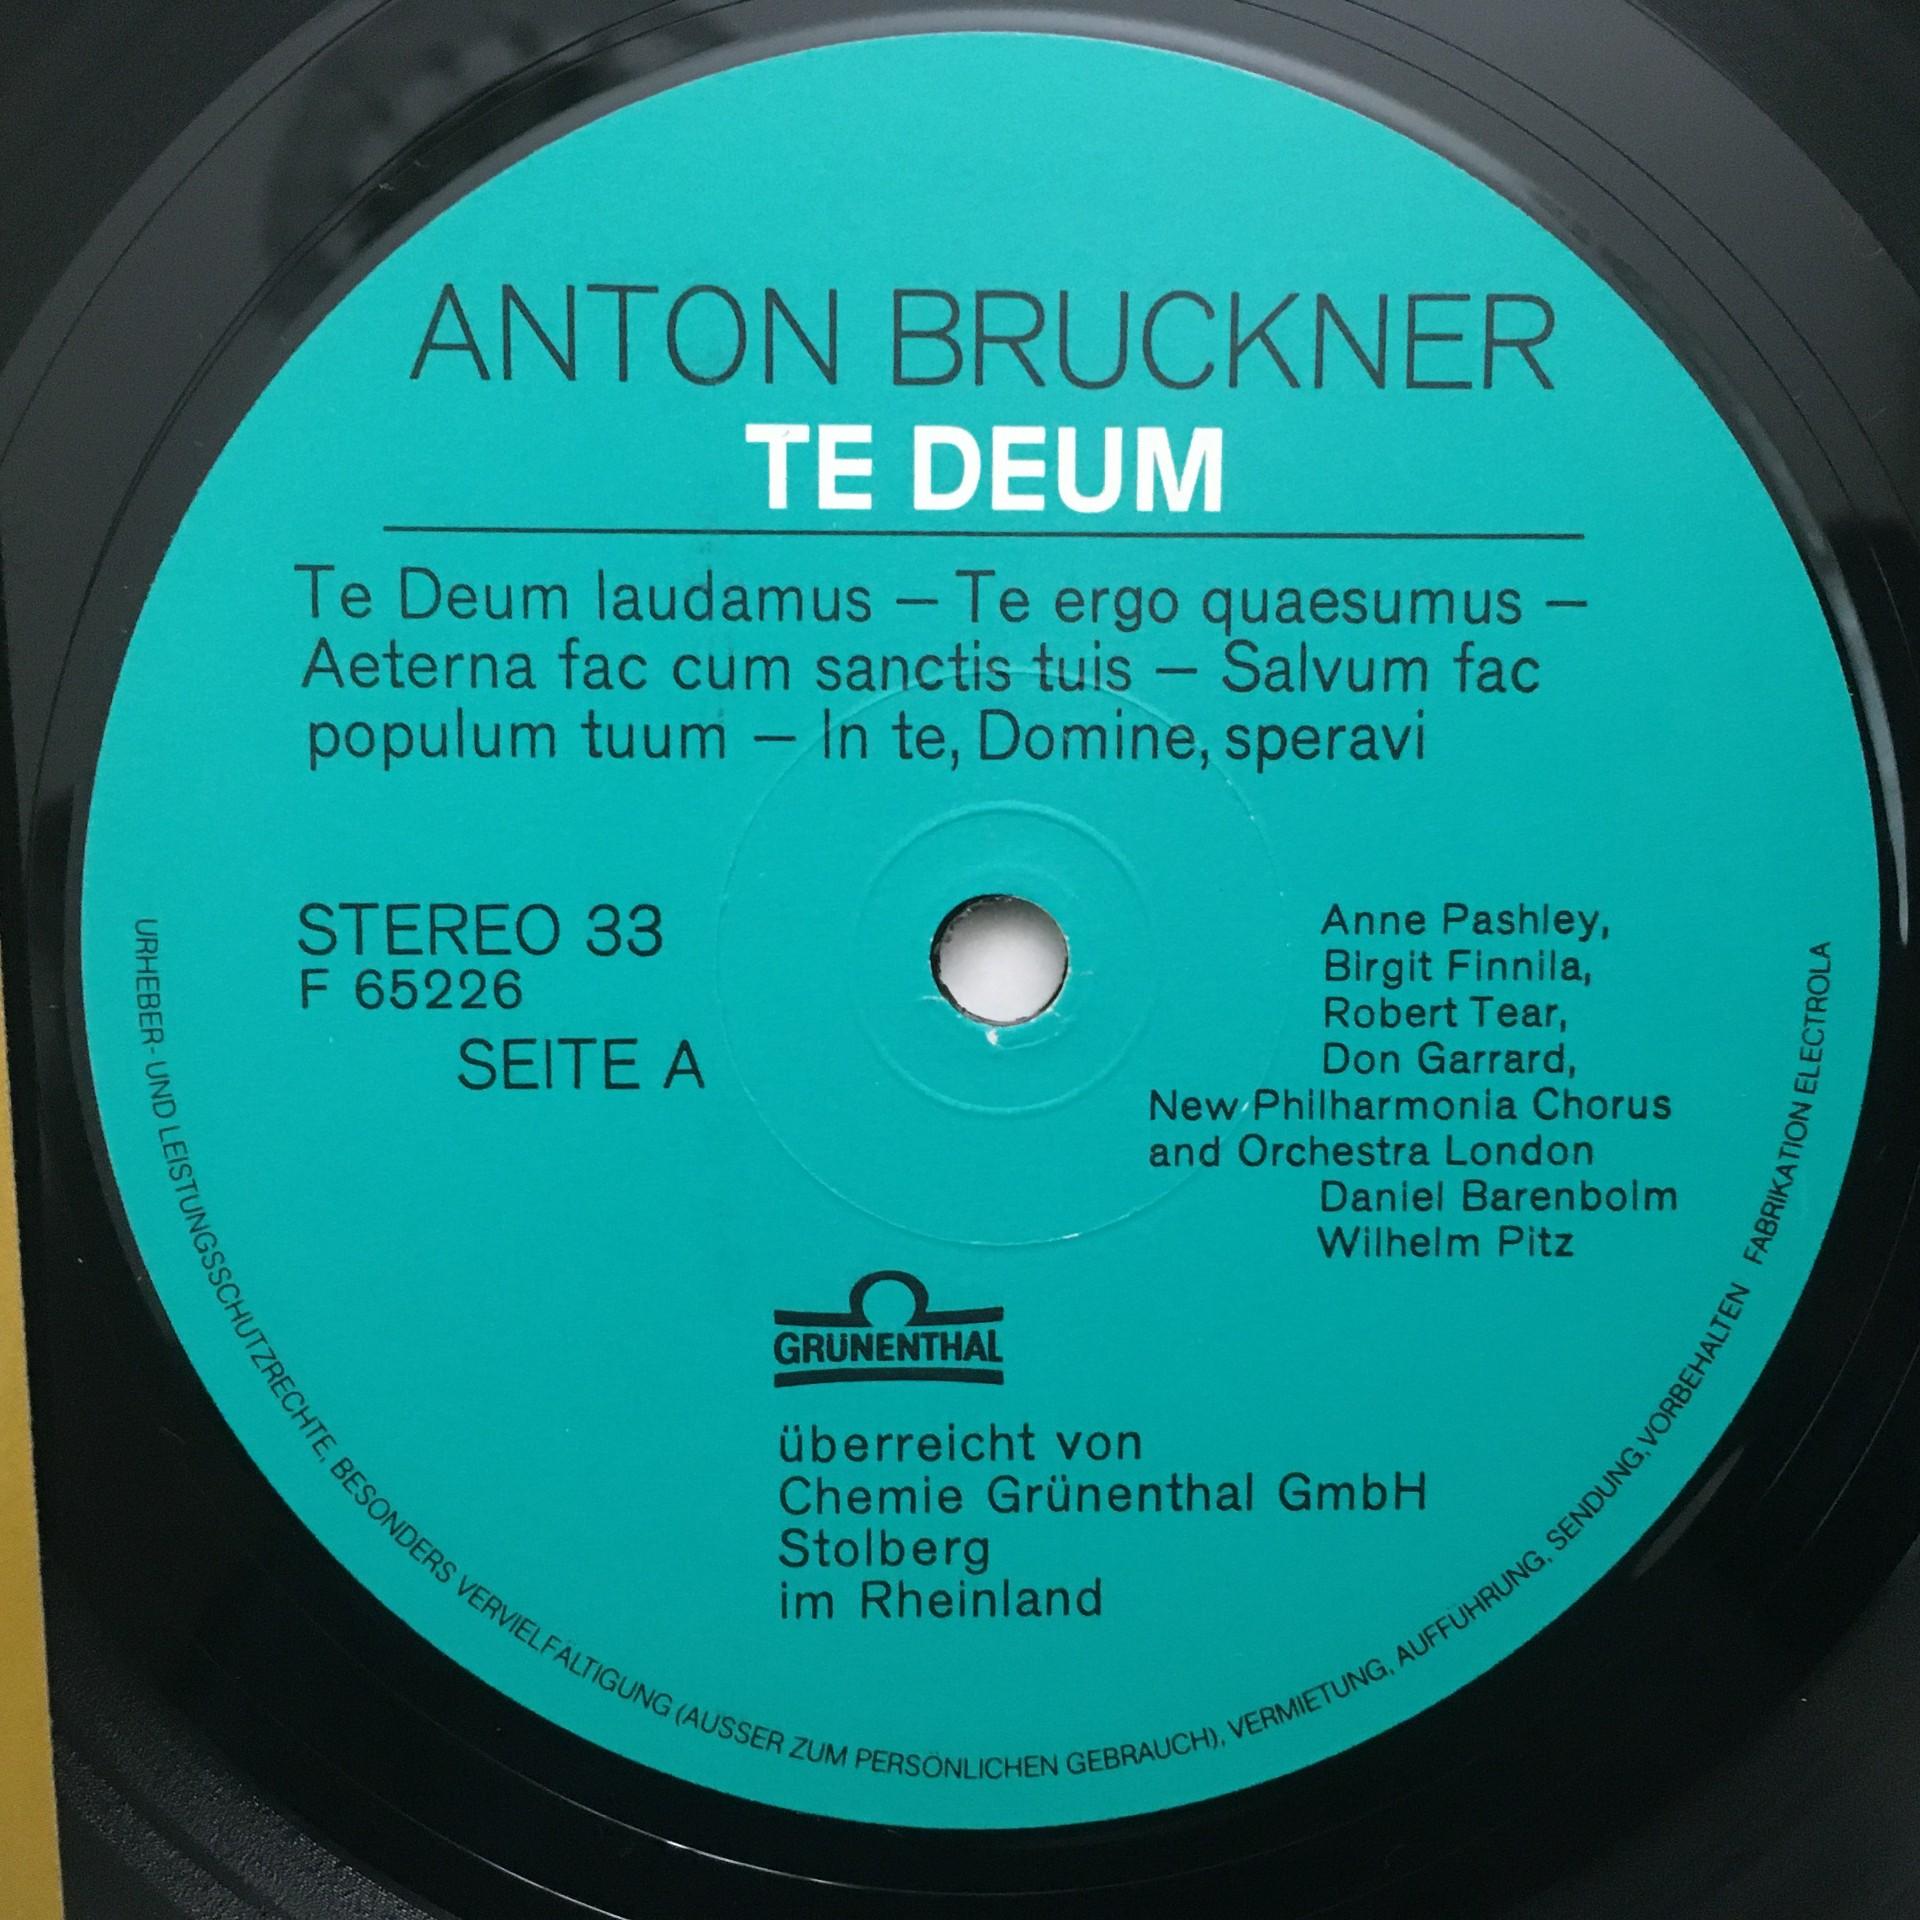 ANTON BRUCKNER
TE DEUM
Te Deum laudamus – Te ergo quaesumus –
Aeterna fac cum sanctis tuis – Salvum fac
populum tuum – In te, Domine, speravi
STEREO 33
F 65226
SEITE A
Anne Pashley,
Birgit Finnila,
Robert Tear,
Don Garrard,
New Philharmonia Chorus
and Orchestra London
Daniel Barenbolm
Wilhelm Pitz
GRÜNENTHAL
überreicht von
Chemie Grünenthal GmbH
Stolberg
im Rheinland
URHEBER- UND LEISTUNGSSCHUTZRECHTE, BESONDERS VERVIELFÄLTIGUNG (AUSSER ZUM PERSÖNLICHEN GEBRAUCH), VERMIETUNG, AUFFÜHRUNG, SENDUNG, VORBEHALTEN FABRIKATION ELECTROLA